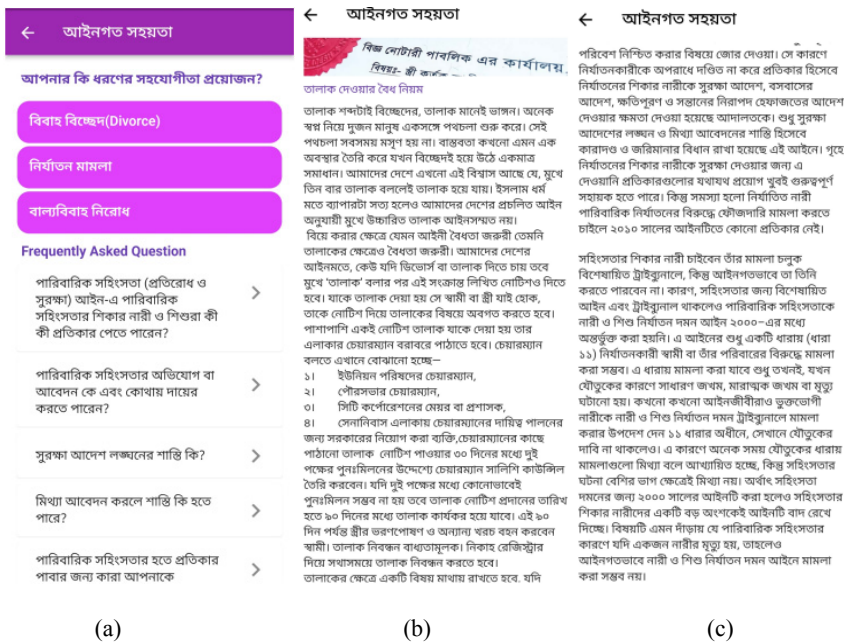 আইনগত সহয়তা
আপনার কি ধরণের সহযোগীতা প্রয়োজন?
বিবাহ বিচ্ছেদ(Divorce)
নির্যাতন মামলা
বাল্যবিবাহ নিরোধ
Frequently Asked Question
পারিবারিক সহিংসতা (প্রতিরোধ ও
সুরক্ষা) আইন-এ পারিবারিক
সহিংসতার শিকার নারী ও শিশুরা কী
কী প্রতিকার পেতে পারেন?
পারিবারিক সহিংসতার অভিযোগ বা
আবেদন কে এবং কোথায় দায়ের
করতে পারেন?
সুরক্ষা আদেশ লঙ্ঘনের শাস্তি কি?
মিথ্যা আবেদন করলে শাস্তি কি হতে
পারে?
পারিবারিক সহিংসতার হতে প্রতিকার
পাবার জন্য কারা আপনাকে
(a)
আইনগত সহয়তা
বিজ্ঞ নোটারী পাবলিক এর কার্যালয়,
বিষয়ঃ- স্ত্রী কর্তৃক
তালাক দেওয়ার বৈধ নিয়ম
তালাক শব্দটাই বিচ্ছেদের, তালাক মানেই ভাঙ্গন। অনেক
স্বপ্ন নিয়ে দুজন মানুষ একসঙ্গে পথচলা শুরু করে। সেই
পথচলা সবসময় মসৃণ হয় না। বাস্তবতা কখনো এমন এক
অবস্থার তৈরি করে যখন বিচ্ছেদই হয়ে উঠে একমাত্র
সমাধান। আমাদের দেশে এখনো এই বিশ্বাস আছে যে, মুখে
তিন বার তালাক বললেই তালাক হয়ে যায়। ইসলাম ধর্ম
মতে ব্যাপারটা সত্য হলেও আমাদের দেশের প্রচলিত আইন
অনুযায়ী মুখে উচ্চারিত তালাক আইনসম্মত নয়।
বিয়ে করার ক্ষেত্রে যেমন আইনী বৈধতা জরুরী তেমনি
তালাকের ক্ষেত্রেও বৈধতা জরুরী। আমাদের দেশের
আইনমতে, কেউ যদি ডিভোর্স বা তালাক দিতে চায় তবে
মুখে ‘তালাক’ বলার পর এই সংক্রান্ত লিখিত নোটিশও দিতে
হবে। যাকে তালাক দেয়া হয় সে স্বামী বা স্ত্রী যাই হোক,
তাকে নোটিশ দিয়ে তালাকের বিষয়ে অবগত করতে হবে।
পাশাপাশি একই নোটিশ তালাক যাকে দেয়া হয় তার
এলাকার চেয়ারম্যান বরাবরে পাঠাতে হবে। চেয়ারম্যান
বলতে এখানে বোঝানো হচ্ছে–
১। ইউনিয়ন পরিষদের চেয়ারম্যান,
২। পৌরসভার চেয়ারম্যান,
৩। সিটি কর্পোরেশনের মেয়র বা প্রশাসক,
৪। সেনানিবাস এলাকায় চেয়ারম্যানের দায়িত্ব পালনের
জন্য সরকারের নিয়োগ করা ব্যক্তি,চেয়ারম্যানের কাছে
পাঠানো তালাক নোটিশ পাওয়ার ৩০ দিনের মধ্যে দুই
পক্ষের পুনঃমিলনের উদ্দেশ্যে চেয়ারম্যান সালিশি কাউন্সিল
তৈরি করবেন। যদি দুই পক্ষের মধ্যে কোনোভাবেই
পুনঃমিলন সম্ভব না হয় তবে তালাক নোটিশ প্রদানের তারিখ
হতে ৯০ দিনের মধ্যে তালাক কার্যকর হয়ে যাবে। এই ৯০
দিন পর্যন্ত স্ত্রীর ভরণপোষণ ও অন্যান্য খরচ বহন করবেন
স্বামী। তালাক নিবন্ধন বাধ্যতামূলক। নিকাহ রেজিস্ট্রার
দিয়ে সথাসময়ে তালাক নিবন্ধন করতে হবে।
তালাকের ক্ষেত্রে একটি বিষয় মাথায় রাখতে হবে, যদি
(b)
আইনগত সহয়তা
পরিবেশ নিশ্চিত করার বিষয়ে জোর দেওয়া। সে কারণে
নির্যাতনকারীকে অপরাধে দণ্ডিত না করে প্রতিকার হিসেবে
নির্যাতনের শিকার নারীকে সুরক্ষা আদেশ, বসবাসের
আদেশ, ক্ষতিপূরণ ও সন্তানের নিরাপদ হেফাজতের আদেশ
দেওয়ার ক্ষমতা দেওয়া হয়েছে আদালতকে। শুধু সুরক্ষা
আদেশের লঙ্ঘন ও মিথ্যা আবেদনের শাস্তি হিসেবে
কারাদণ্ড ও জরিমানার বিধান রাখা হয়েছে এই আইনে। গৃহে
নির্যাতনের শিকার নারীকে সুরক্ষা দেওয়ার জন্য এ
দেওয়ানি প্রতিকারগুলোর যথাযথ প্রয়োগ খুবই গুরুত্বপূর্ণ
সহায়ক হতে পারে। কিন্তু সমস্যা হলো নির্যাতিত নারী
পারিবারিক নির্যাতনের বিরুদ্ধে ফৌজদারি মামলা করতে
চাইলে ২০১০ সালের আইনটিতে কোনো প্রতিকার নেই।
সহিংসতার শিকার নারী চাইবেন তাঁর মামলা চলুক
বিশেষায়িত ট্রাইব্যুনালে, কিন্তু আইনগতভাবে তা তিনি
করতে পারবেন না। কারণ, সহিংসতার জন্য বিশেষায়িত
আইন এবং ট্রাইব্যুনাল থাকলেও পারিবারিক সহিংসতাকে
নারী ও শিশু নির্যাতন দমন আইন ২০০০–এর মধ্যে
অন্তর্ভুক্ত করা হয়নি। এ আইনের শুধু একটি ধারায় (ধারা
১১) নির্যাতনকারী স্বামী বা তাঁর পরিবারের বিরুদ্ধে মামলা
করা সম্ভব। এ ধারায় মামলা করা যাবে শুধু তখনই, যখন
যৌতুকের কারণে সাধারণ জখম, মারাত্মক জখম বা মৃত্যু
ঘটানো হয়। কখনো কখনো আইনজীবীরাও ভুক্তভোগী
নারীকে নারী ও শিশু নির্যাতন দমন ট্রাইব্যুনালে মামলা
করার উপদেশ দেন ১১ ধারার অধীনে, সেখানে যৌতুকের
দাবি না থাকলেও। এ কারণে অনেক সময় যৌতুকের ধারায়
মামলাগুলো মিথ্যা বলে আখ্যায়িত হচ্ছে, কিন্তু সহিংসতার
ঘটনা বেশির ভাগ ক্ষেত্রেই মিথ্যা নয়। অর্থাৎ সহিংসতা
দমনের জন্য ২০০০ সালের আইনটি করা হলেও সহিংসতার
শিকার নারীদের একটি বড় অংশকেই আইনটি বাদ রেখে
দিচ্ছে। বিষয়টি এমন দাঁড়ায় যে পারিবারিক সহিংসতার
কারণে যদি একজন নারীর মৃত্যু হয়, তাহলেও
আইনগতভাবে নারী ও শিশু নির্যাতন দমন আইনে মামলা
করা সম্ভব নয়।
(c)